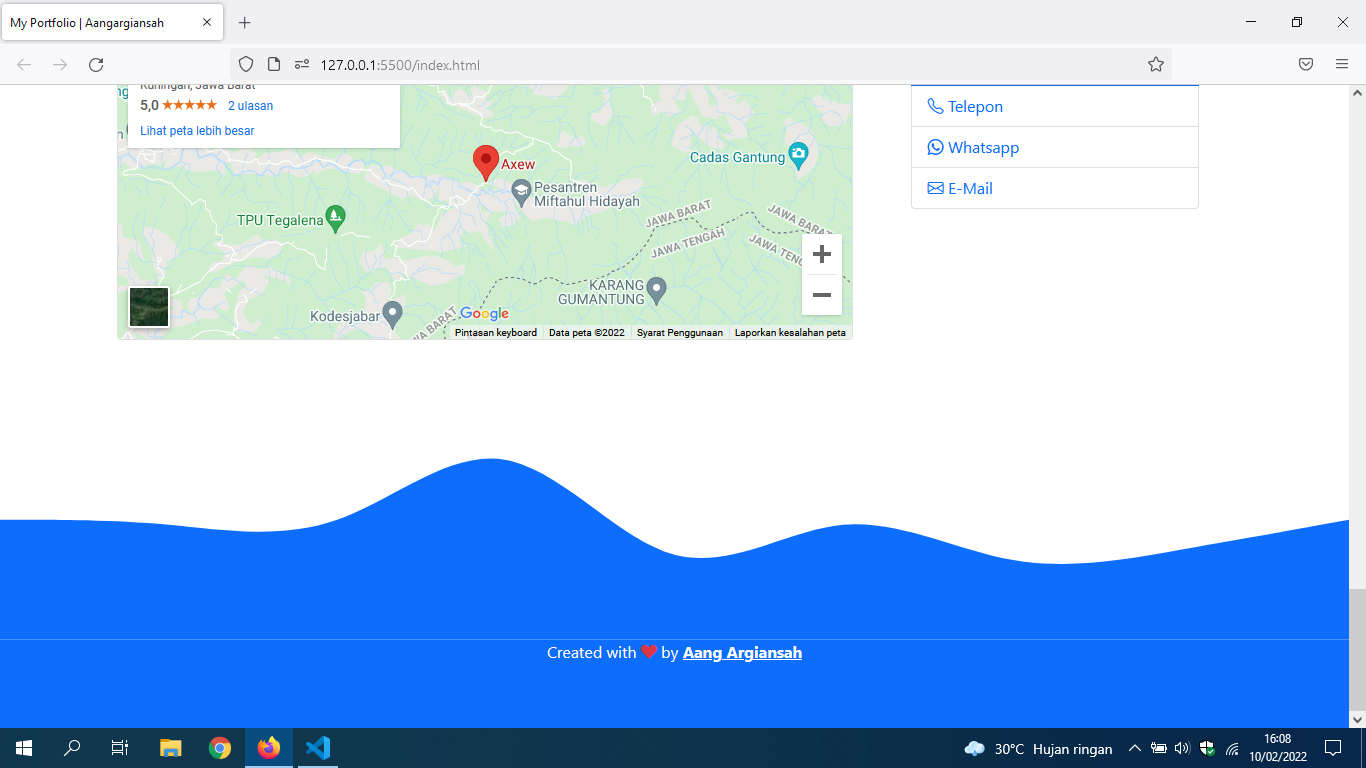 My Portfolio | Aangargiansah
127.0.0.1:5500/index.html
Kuningan, Jawa Barat
5,0 2 ulasan
Lihat peta lebih besar
Axew
Cadas Gantung
Pesantren
Miftahul Hidayah
TPU Tegalena
JAWA BARAT
JAWA TENGAH
JAWA BARAT
JAWA TENG
KARANG
GUMANTUNG
Kodesjabar
JAWA BARAT
Google
Pintasan keyboard
Data peta ©2022
Syarat Penggunaan
Laporkan kesalahan peta
Telepon
Whatsapp
E-Mail
Created with ❤ by Aang Argiansah
30°C Hujan ringan
16:08
10/02/2022